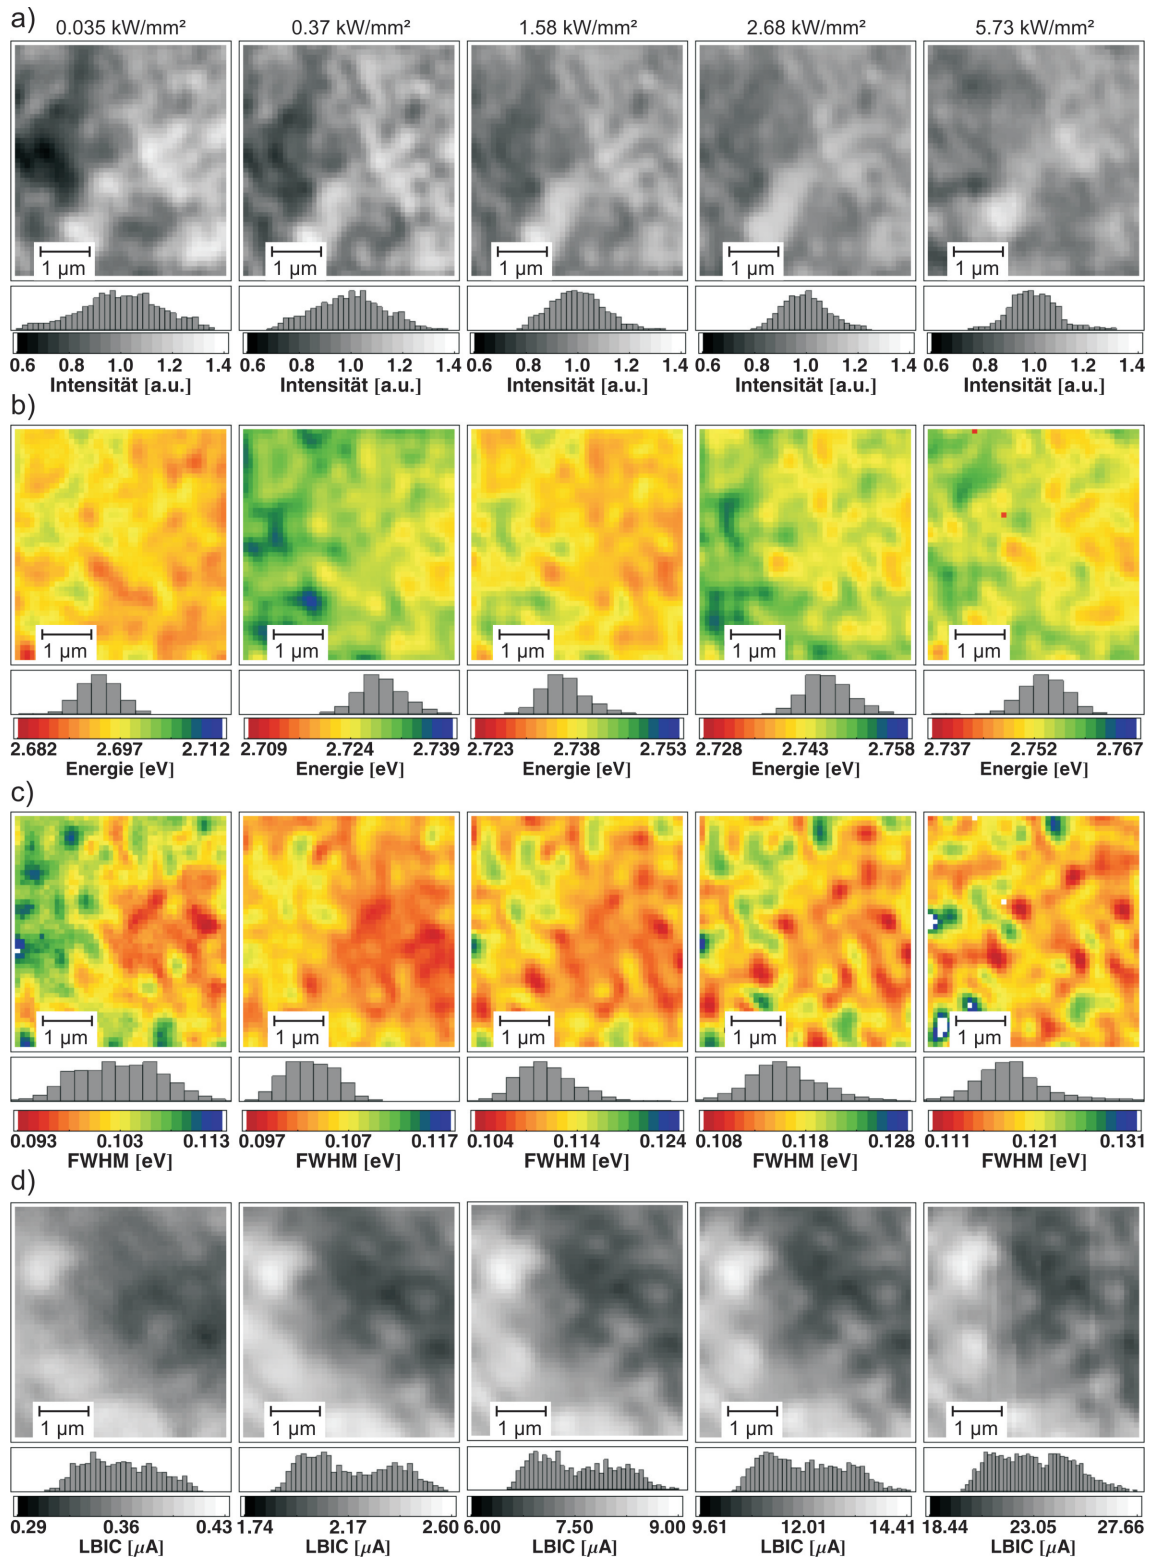 a)
0.035 kW/mm² 0.37 kW/mm² 1.58 kW/mm² 2.68 kW/mm² 5.73 kW/mm²
1 µm 1 µm 1 µm 1 µm 1 µm
0.6 0.8 1.0 1.2 1.4 0.6 0.8 1.0 1.2 1.4 0.6 0.8 1.0 1.2 1.4 0.6 0.8 1.0 1.2 1.4 0.6 0.8 1.0 1.2 1.4
Intensität [a.u.] Intensität [a.u.] Intensität [a.u.] Intensität [a.u.] Intensität [a.u.]
b)
1 µm 1 µm 1 µm 1 µm 1 µm
2.682 2.697 2.712 2.709 2.724 2.739 2.723 2.738 2.753 2.728 2.743 2.758 2.737 2.752 2.767
Energie [eV] Energie [eV] Energie [eV] Energie [eV] Energie [eV]
c)
1 µm 1 µm 1 µm 1 µm 1 µm
0.093 0.103 0.113 0.097 0.107 0.117 0.104 0.114 0.124 0.108 0.118 0.128 0.111 0.121 0.131
FWHM [eV] FWHM [eV] FWHM [eV] FWHM [eV] FWHM [eV]
d)
1 µm 1 µm 1 µm 1 µm 1 µm
0.29 0.36 0.43 1.74 2.17 2.60 6.00 7.50 9.00 9.61 12.01 14.41 18.44 23.05 27.66
LBIC [µA] LBIC [µA] LBIC [µA] LBIC [µA] LBIC [µA]